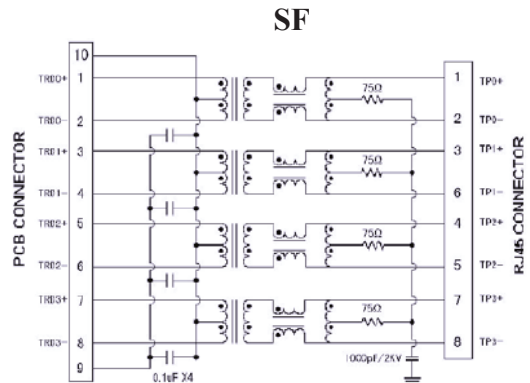 SF
PCB CONNECTOR
10
TRD0+ 1
TRD0- 2
TRD1+ 3
TRD1- 4
TRD2+ 5
TRD2- 6
TRD3+ 7
TRD3- 8
9
0.1uF X4
75Ω
75Ω
75Ω
75Ω
1000pF/2KV
1 TP0+
2 TP0-
3 TP1+
6 TP1-
4 TP2+
5 TP2-
7 TP3+
8 TP3-
RJ45 CONNECTOR